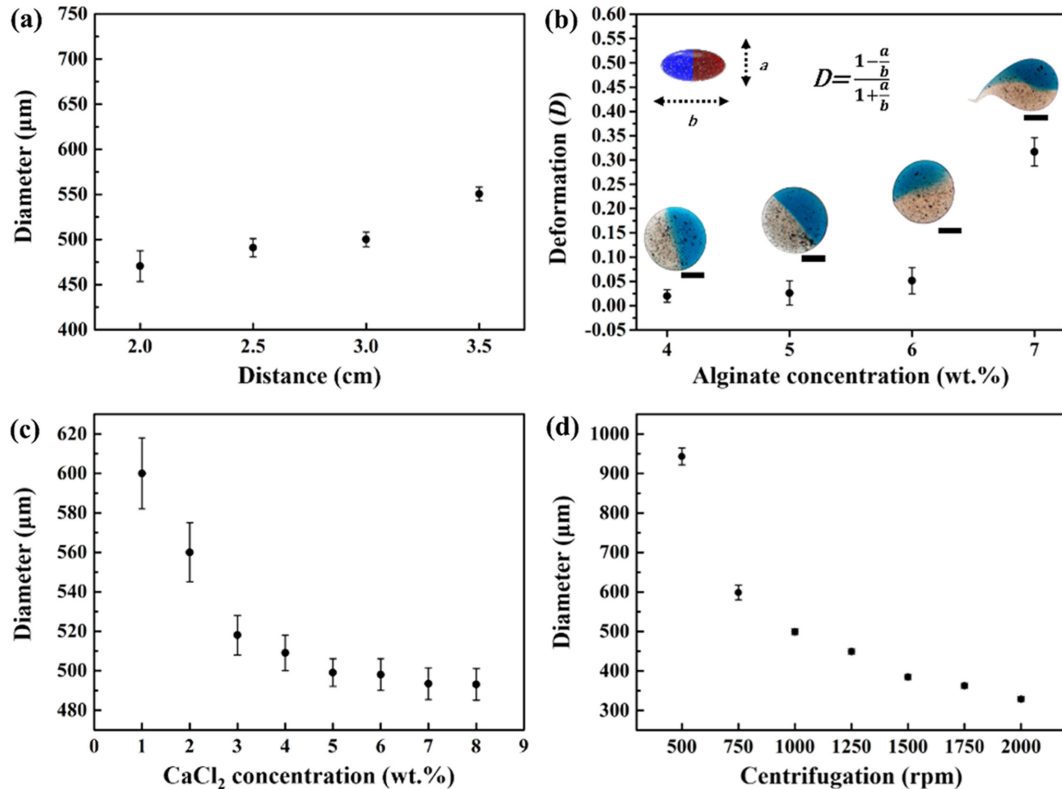 (a)
750
700
650
600
550
500
450
400
Diameter (µm)
2.0 2.5 3.0 3.5
Distance (cm)
(b)
0.60
0.55
0.50
0.45
0.40
0.35
0.30
0.25
0.20
0.15
0.10
0.05
0.00
-0.05
Deformation (D)
a
b
D = (1 - a/b) / (1 + a/b)
4 5 6 7
Alginate concentration (wt.%)
(c)
620
600
580
560
540
520
500
480
Diameter (µm)
0 1 2 3 4 5 6 7 8 9
CaCl₂ concentration (wt.%)
(d)
1000
900
800
700
600
500
400
300
Diameter (µm)
500 750 1000 1250 1500 1750 2000
Centrifugation (rpm)